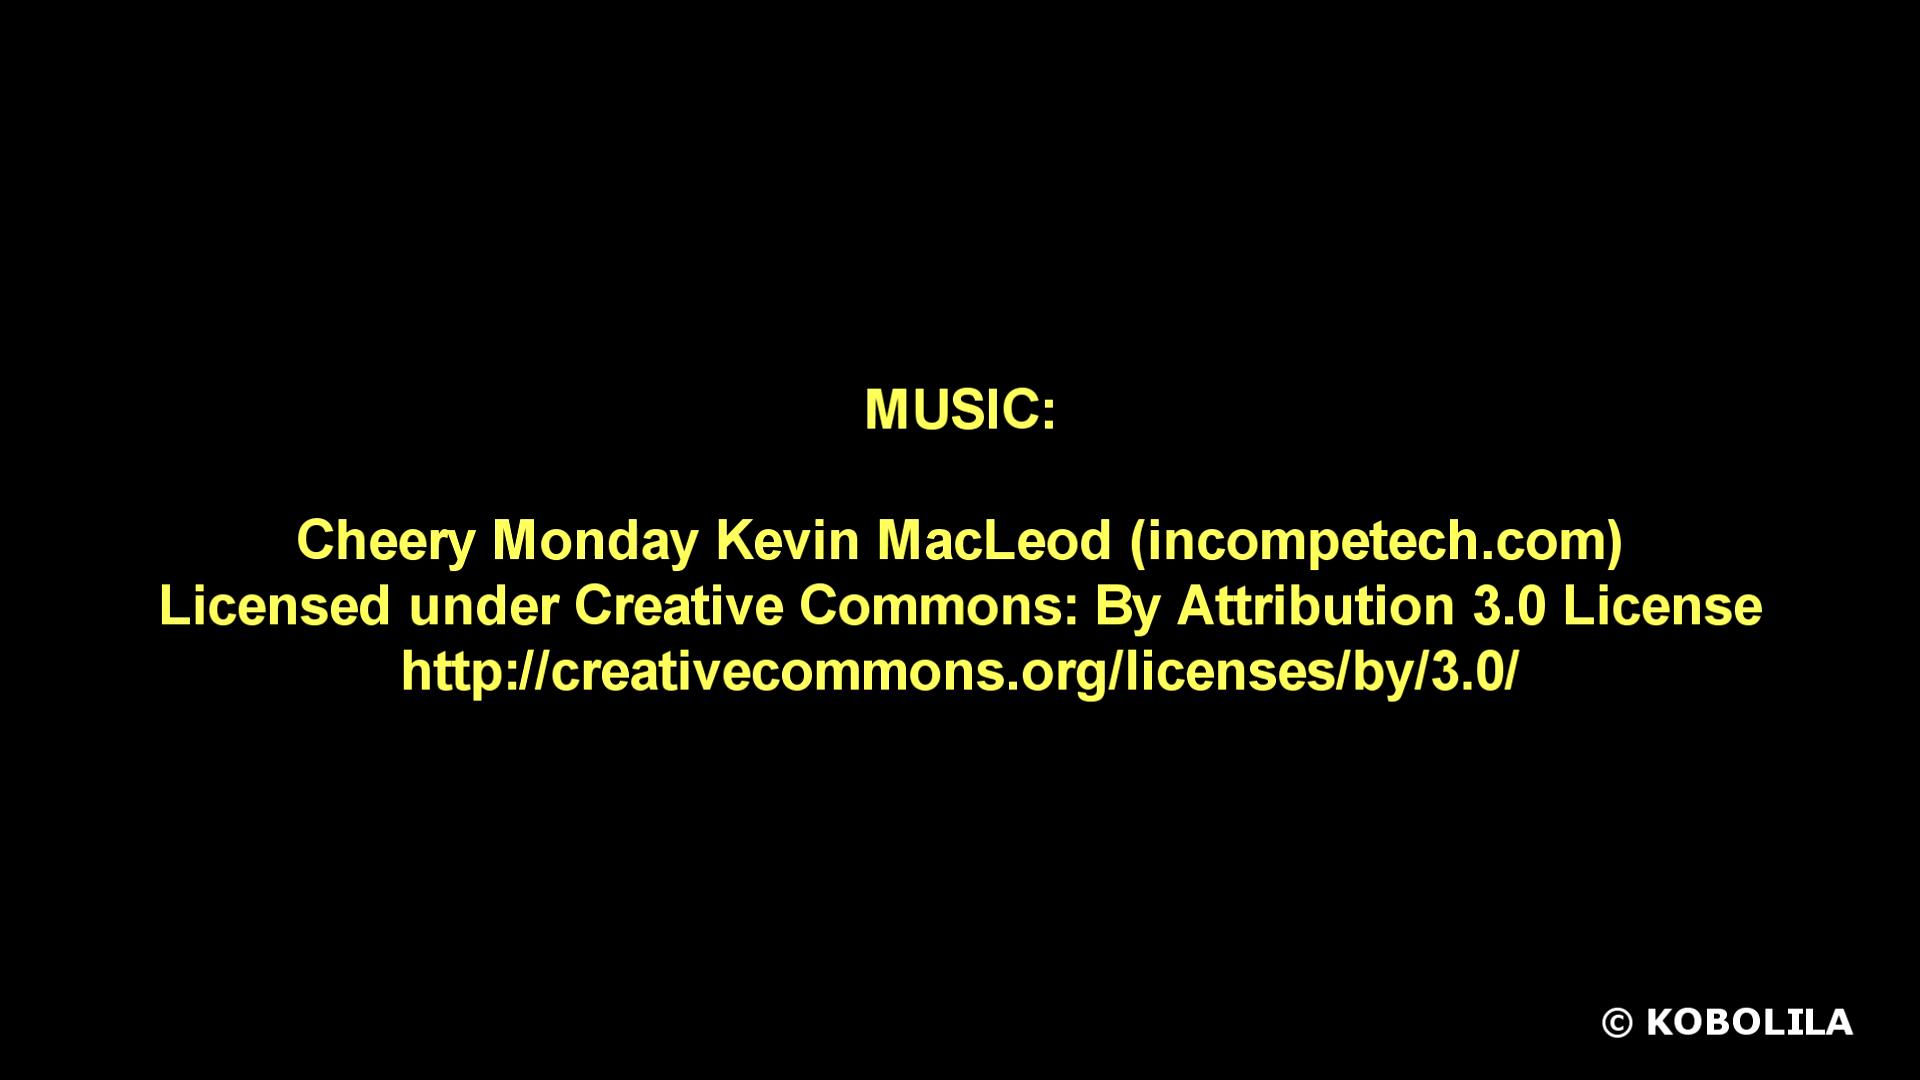 MUSIC:
Cheery Monday Kevin MacLeod (incompetech.com)
Licensed under Creative Commons: By Attribution 3.0 License
http://creativecommons.org/licenses/by/3.0/
© KOBOLILA